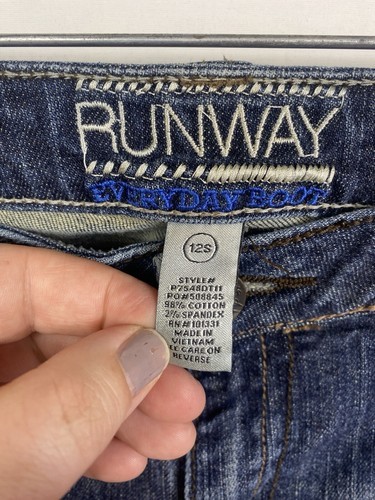 RUNWAY
EVERYDAY BOOT
12S
STYLE#
P7548DT11
PO#508845
98% COTTON
2% SPANDEX
RN#101331
MADE IN
VIETNAM
CARE ON
REVERSE